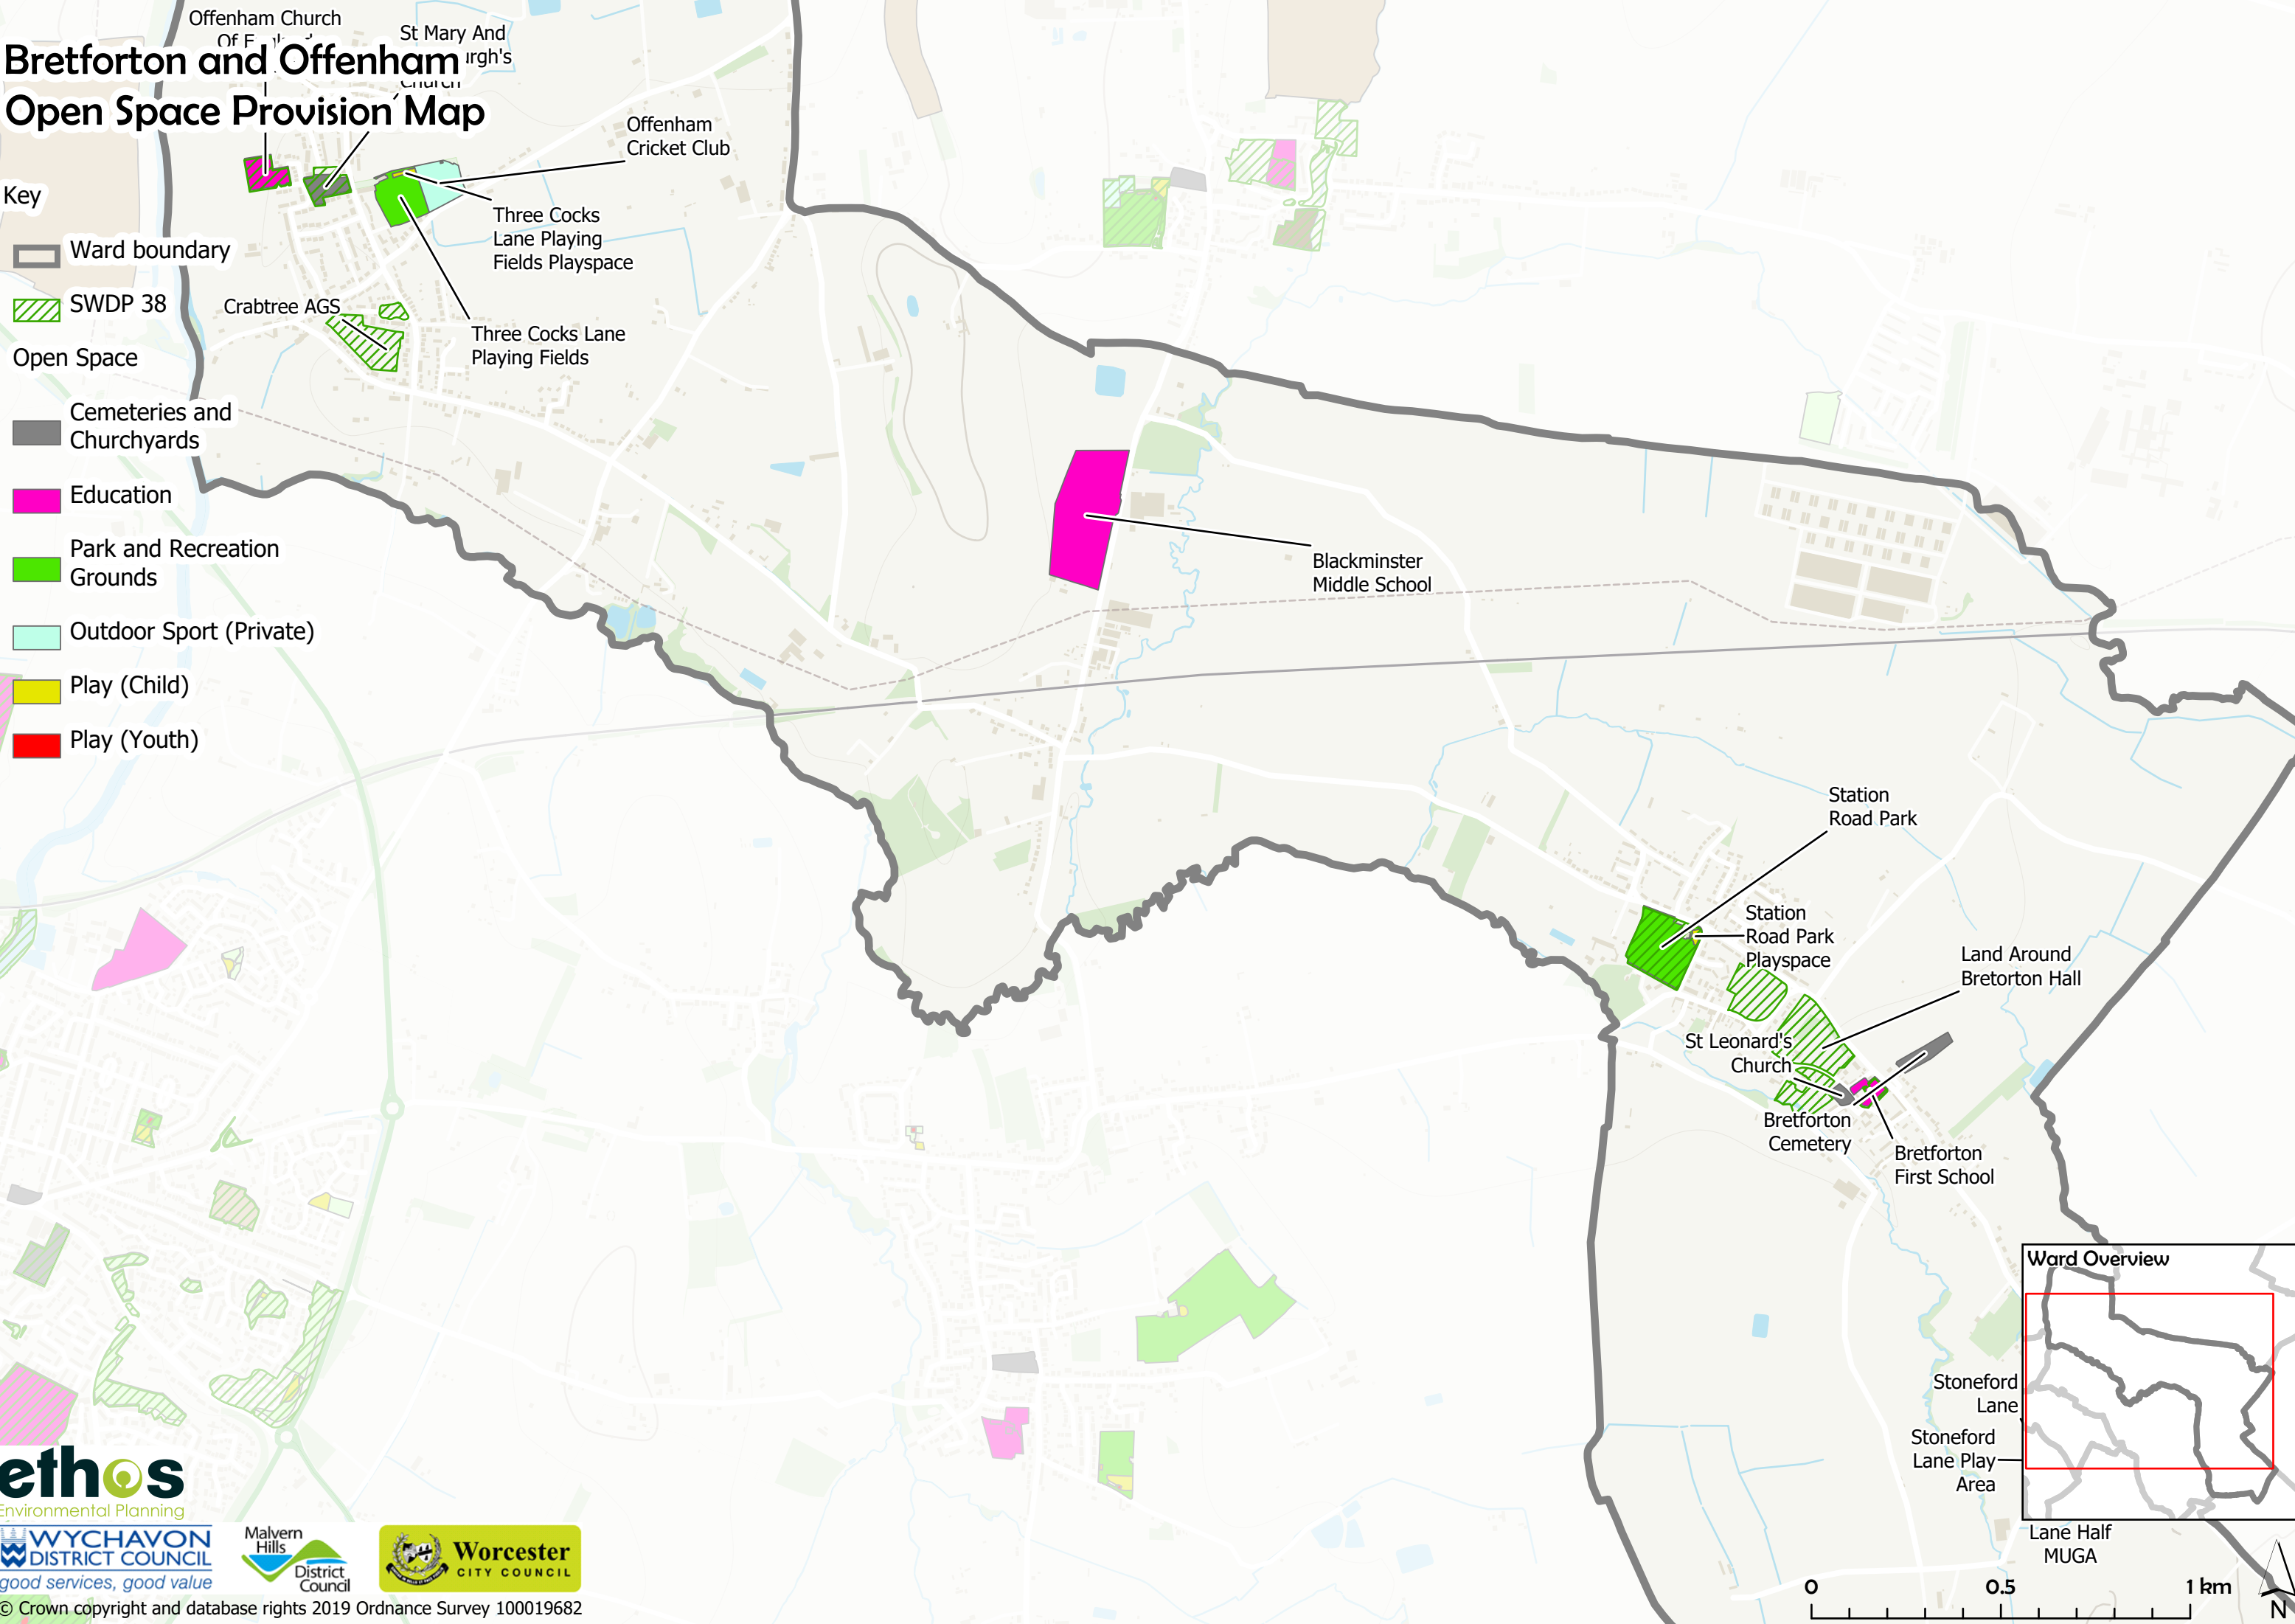 Bretforton and Offenham
Open Space Provision Map
Offenham Church
St Mary And
Church
Offenham
Cricket Club
Three Cocks
Lane Playing
Fields Playspace
Three Cocks Lane
Playing Fields
Crabtree AGS
Key
Ward boundary
SWDP 38
Open Space
Cemeteries and
Churchyards
Education
Park and Recreation
Grounds
Outdoor Sport (Private)
Play (Child)
Play (Youth)
Blackminster
Middle School
Station
Road Park
Station
Road Park
Playspace
Land Around
Bretorton Hall
St Leonard's
Church
Bretforton
Cemetery
Bretforton
First School
Ward Overview
Stoneford
Lane
Stoneford
Lane Play
Area
Lane Half
MUGA
0 0.5 1 km
N
ethos
Environmental Planning
WYCHAVON
DISTRICT COUNCIL
good services, good value
Malvern
Hills
District
Council
Worcester
CITY COUNCIL
© Crown copyright and database rights 2019 Ordnance Survey 100019682